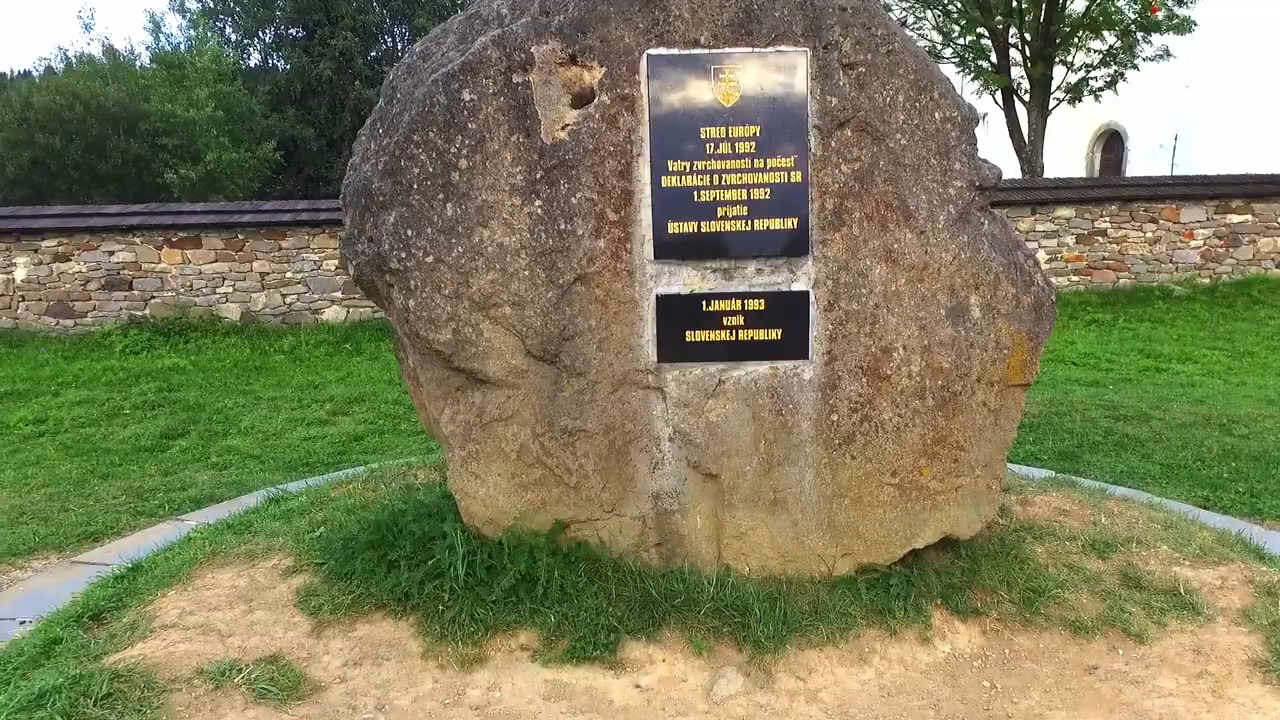 STRED EURÓPY
17.JÚL 1992
Vatry zvrchovanosti na počesť
DEKLARÁCIE O ZVRCHOVANOSTI SR
1.SEPTEMBER 1992
prijatie
ÚSTAVY SLOVENSKEJ REPUBLIKY
1.JANUÁR 1993
vznik
SLOVENSKEJ REPUBLIKY